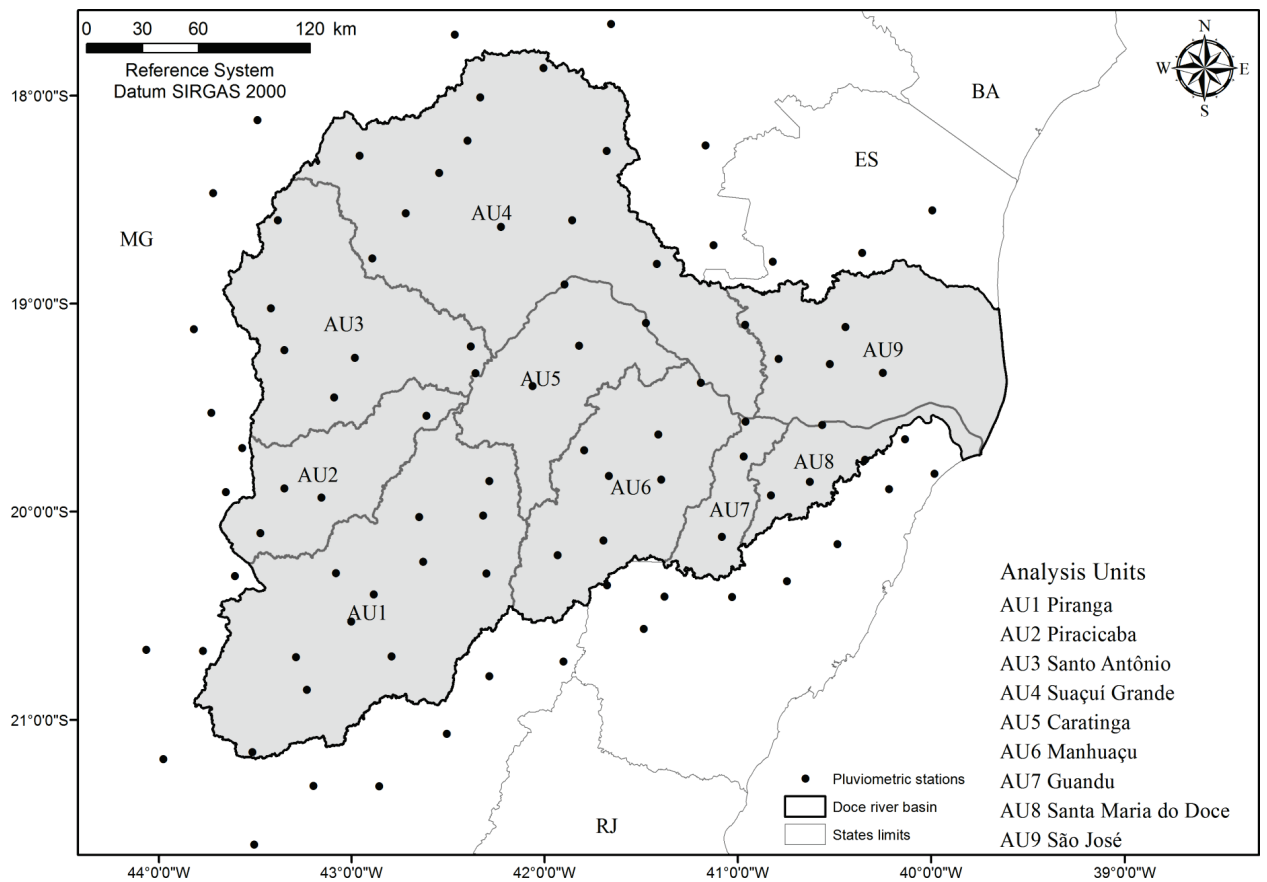 0 30 60 120 km
Reference System
Datum SIRGAS 2000
N
W E
S
18°0'0"S
19°0'0"S
20°0'0"S
21°0'0"S
BA
ES
MG
RJ
AU4
AU3
AU9
AU5
AU2
AU8
AU6
AU7
AU1
Analysis Units
AU1 Piranga
AU2 Piracicaba
AU3 Santo Antônio
AU4 Suaçuí Grande
AU5 Caratinga
AU6 Manhuaçu
AU7 Guandu
AU8 Santa Maria do Doce
AU9 São José
Pluviometric stations
Doce river basin
States limits
44°0'0"W 43°0'0"W 42°0'0"W 41°0'0"W 40°0'0"W 39°0'0"W